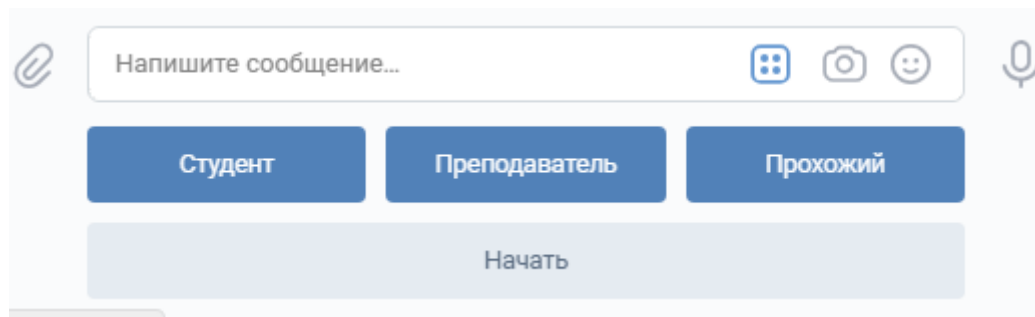 Напишите сообщение...
Студент Преподаватель Прохожий
Начать